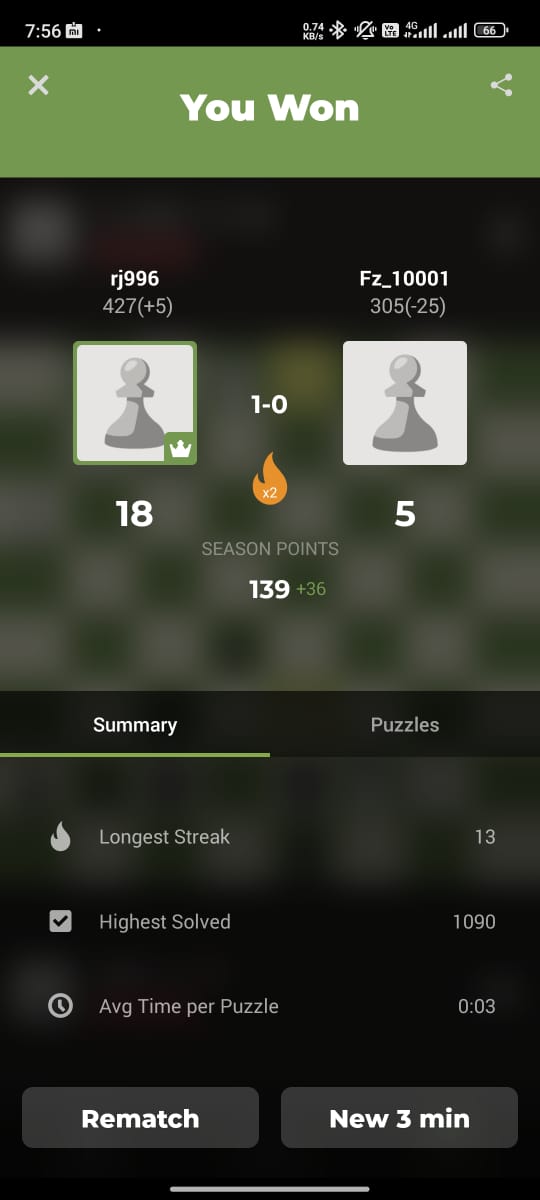 7:56
0.74 KB/s
Vo LTE
4G
66
You Won
rj996
Fz_10001
427(+5)
305(-25)
1-0
x2
18
5
SEASON POINTS
139 +36
Summary
Puzzles
Longest Streak
13
Highest Solved
1090
Avg Time per Puzzle
0:03
Rematch
New 3 min